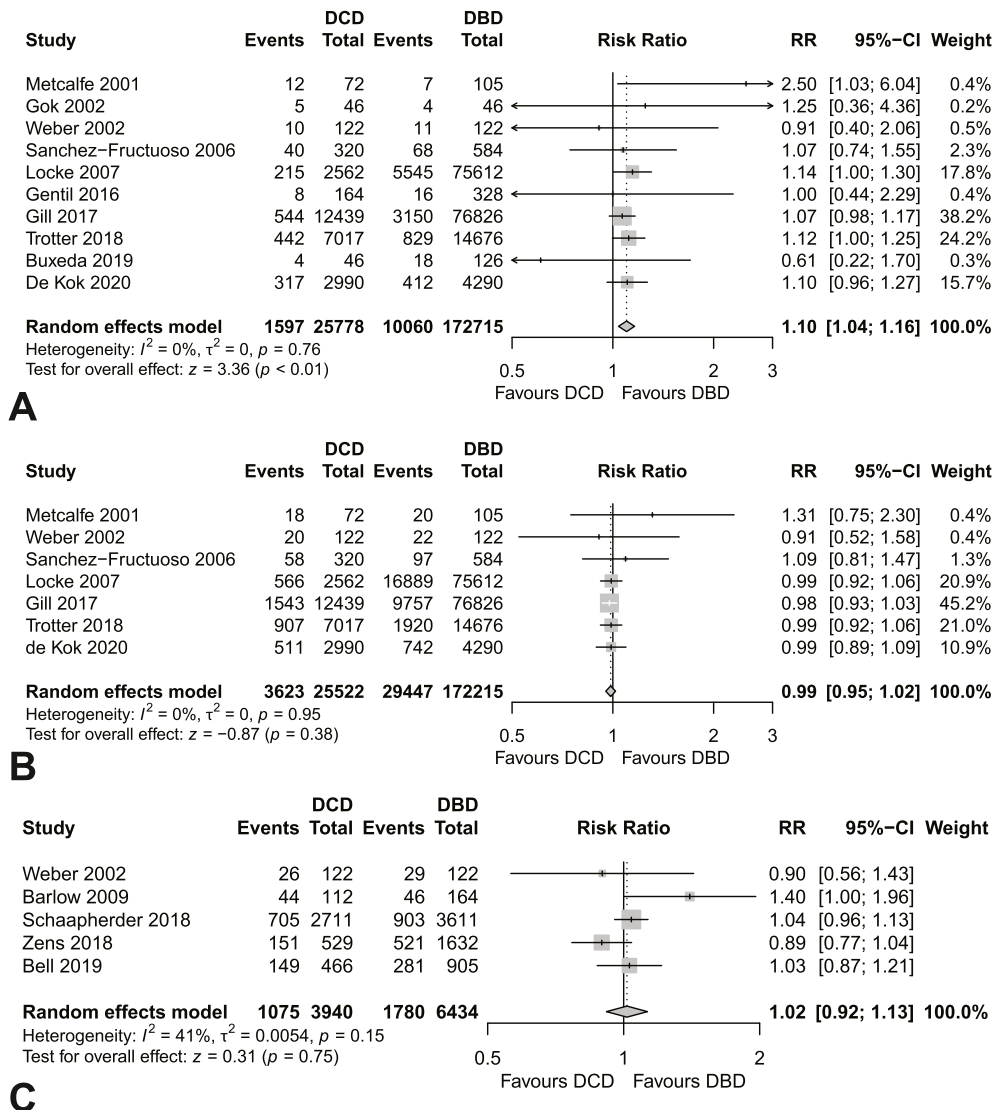 DCD DBD
Study Events Total Events Total Risk Ratio RR 95%−CI Weight
Metcalfe 2001 12 72 7 105 2.50 [1.03; 6.04] 0.4%
Gok 2002 5 46 4 46 1.25 [0.36; 4.36] 0.2%
Weber 2002 10 122 11 122 0.91 [0.40; 2.06] 0.5%
Sanchez−Fructuoso 2006 40 320 68 584 1.07 [0.74; 1.55] 2.3%
Locke 2007 215 2562 5545 75612 1.14 [1.00; 1.30] 17.8%
Gentil 2016 8 164 16 328 1.00 [0.44; 2.29] 0.4%
Gill 2017 544 12439 3150 76826 1.07 [0.98; 1.17] 38.2%
Trotter 2018 442 7017 829 14676 1.12 [1.00; 1.25] 24.2%
Buxeda 2019 4 46 18 126 0.61 [0.22; 1.70] 0.3%
De Kok 2020 317 2990 412 4290 1.10 [0.96; 1.27] 15.7%
Random effects model 1597 25778 10060 172715 1.10 [1.04; 1.16] 100.0%
Heterogeneity: I² = 0%, τ² = 0, p = 0.76
Test for overall effect: z = 3.36 (p < 0.01)
0.5 1 2 3
Favours DCD Favours DBD
A
DCD DBD
Study Events Total Events Total Risk Ratio RR 95%−CI Weight
Metcalfe 2001 18 72 20 105 1.31 [0.75; 2.30] 0.4%
Weber 2002 20 122 22 122 0.91 [0.52; 1.58] 0.4%
Sanchez−Fructuoso 2006 58 320 97 584 1.09 [0.81; 1.47] 1.3%
Locke 2007 566 2562 16889 75612 0.99 [0.92; 1.06] 20.9%
Gill 2017 1543 12439 9757 76826 0.98 [0.93; 1.03] 45.2%
Trotter 2018 907 7017 1920 14676 0.99 [0.92; 1.06] 21.0%
de Kok 2020 511 2990 742 4290 0.99 [0.89; 1.09] 10.9%
Random effects model 3623 25522 29447 172215 0.99 [0.95; 1.02] 100.0%
Heterogeneity: I² = 0%, τ² = 0, p = 0.95
Test for overall effect: z = −0.87 (p = 0.38)
0.5 1 2 3
Favours DCD Favours DBD
B
DCD DBD
Study Events Total Events Total Risk Ratio RR 95%−CI Weight
Weber 2002 26 122 29 122 0.90 [0.56; 1.43]
Barlow 2009 44 112 46 164 1.40 [1.00; 1.96]
Schaapherder 2018 705 2711 903 3611 1.04 [0.96; 1.13]
Zens 2018 151 529 521 1632 0.89 [0.77; 1.04]
Bell 2019 149 466 281 905 1.03 [0.87; 1.21]
Random effects model 1075 3940 1780 6434 1.02 [0.92; 1.13] 100.0%
Heterogeneity: I² = 41%, τ² = 0.0054, p = 0.15
Test for overall effect: z = 0.31 (p = 0.75)
0.5 1 2
Favours DCD Favours DBD
C